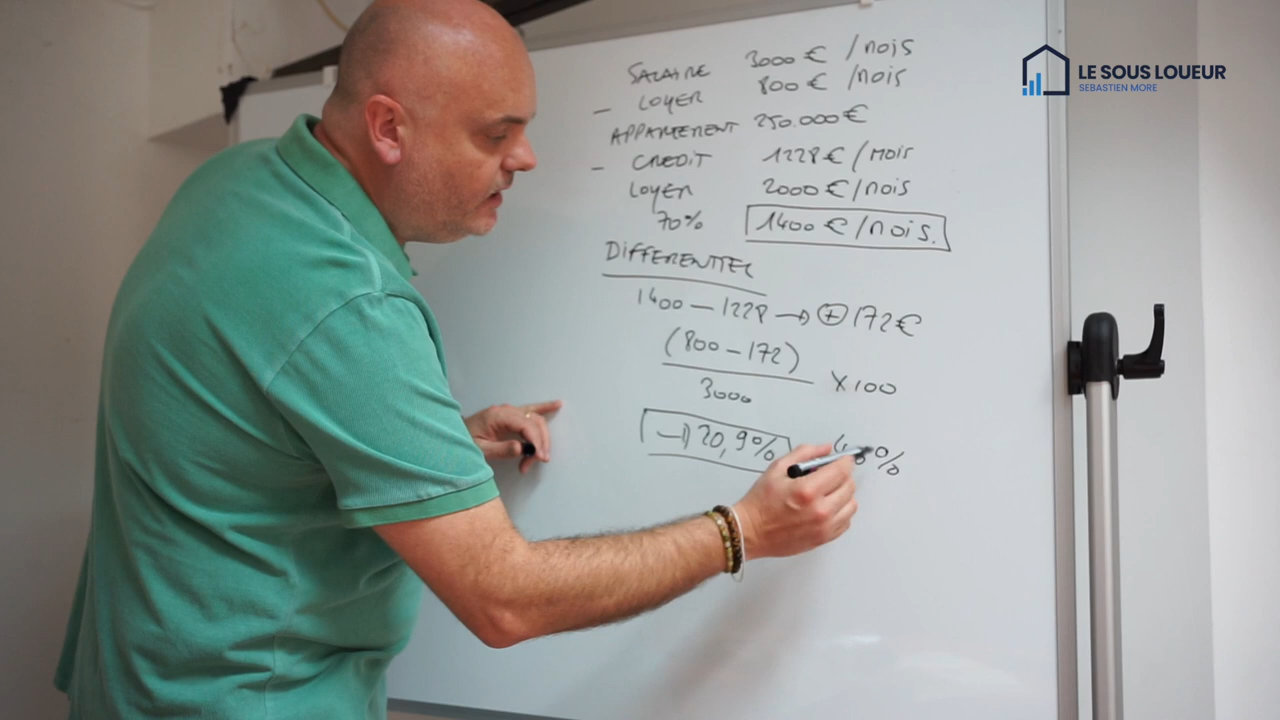 LE SOUS LOUEUR
SEBASTIEN MORE
SALAIRE 3000 € /MOIS
– LOYER 800 € /MOIS
APPARTEMENT 250.000 €
– CREDIT 1228 € / MOIS
LOYER 2000 € /MOIS
70% 1400 € / MOIS.
DIFFERENTIEL
1400 — 1228 → ⊕ 172 €
(800 – 172)
3000 X 100
→ 20,9%